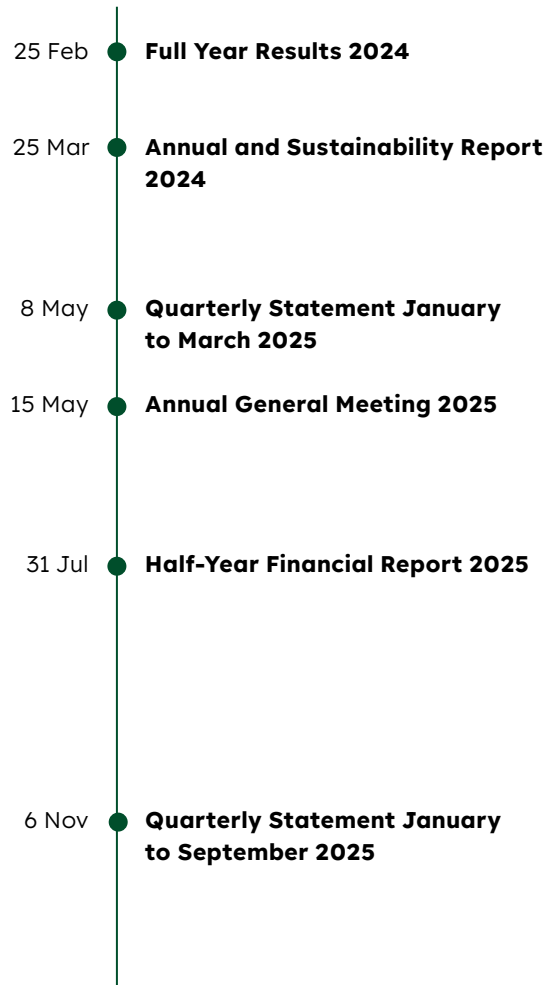 25 Feb Full Year Results 2024
25 Mar Annual and Sustainability Report
2024
8 May Quarterly Statement January
to March 2025
15 May Annual General Meeting 2025
31 Jul Half-Year Financial Report 2025
6 Nov Quarterly Statement January
to September 2025